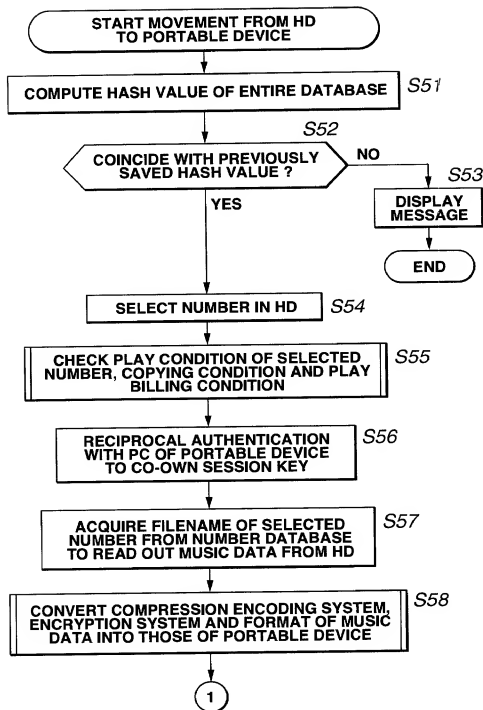 START MOVEMENT FROM HD
TO PORTABLE DEVICE
COMPUTE HASH VALUE OF ENTIRE DATABASE
S51
S52
COINCIDE WITH PREVIOUSLY
SAVED HASH VALUE ?
NO
YES
S53
DISPLAY
MESSAGE
END
SELECT NUMBER IN HD
S54
CHECK PLAY CONDITION OF SELECTED
NUMBER, COPYING CONDITION AND PLAY
BILLING CONDITION
S55
RECIPROCAL AUTHENTICATION
WITH PC OF PORTABLE DEVICE
TO CO-OWN SESSION KEY
S56
ACQUIRE FILENAME OF SELECTED
NUMBER FROM NUMBER DATABASE
TO READ OUT MUSIC DATA FROM HD
S57
CONVERT COMPRESSION ENCODING SYSTEM,
ENCRYPTION SYSTEM AND FORMAT OF MUSIC
DATA INTO THOSE OF PORTABLE DEVICE
S58
1